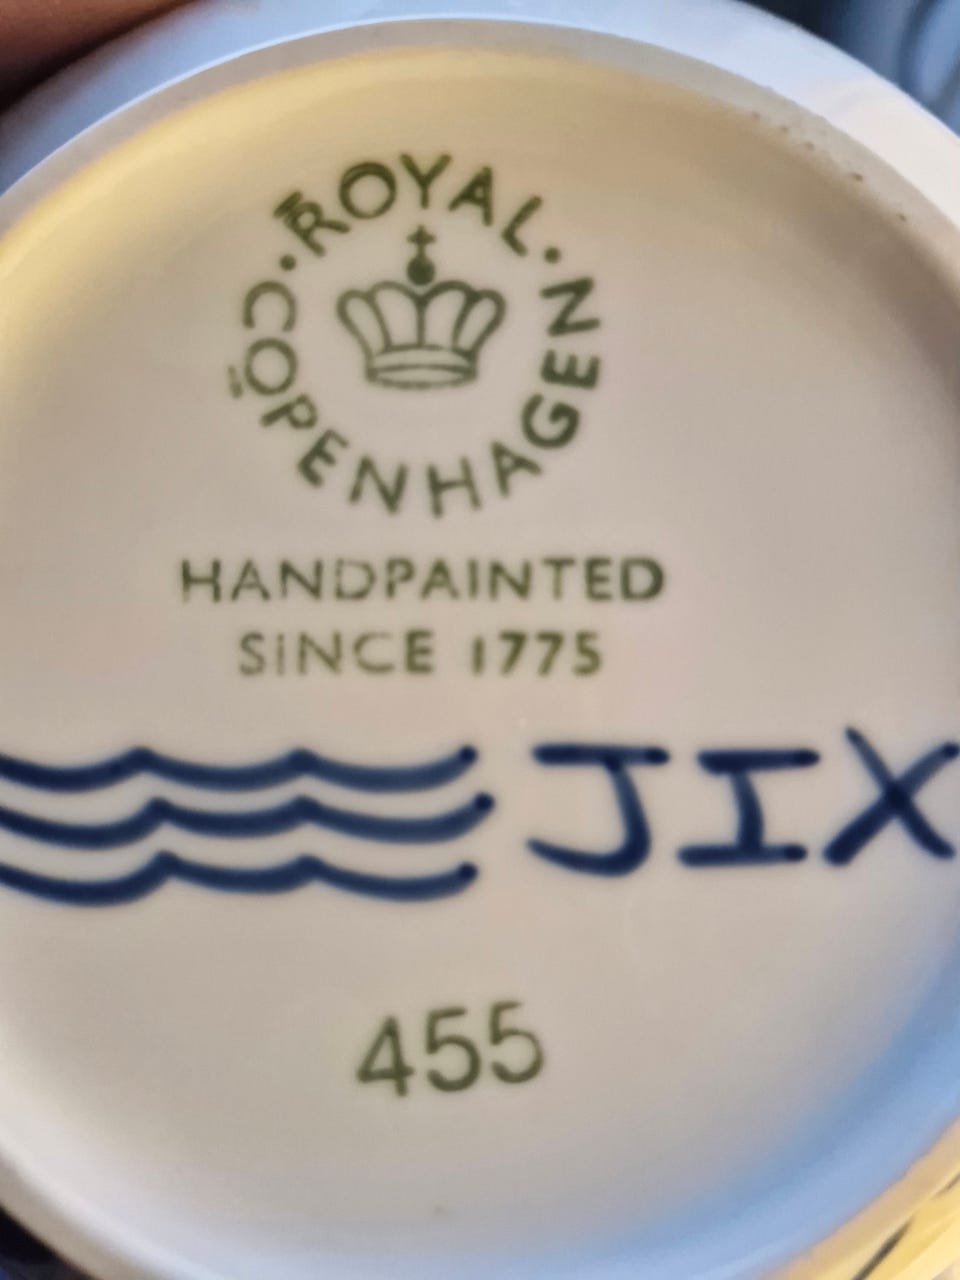 ROYAL
COPENHAGEN
HANDPAINTED
SINCE 1775
JIX
455